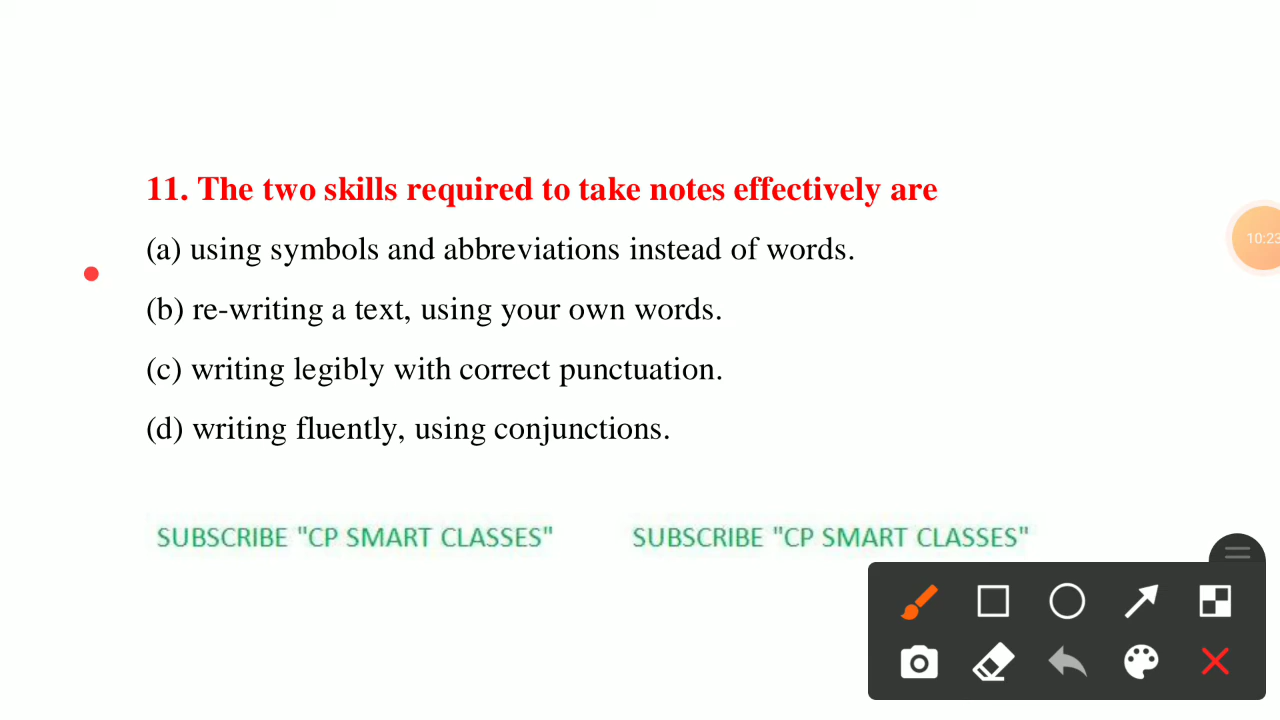 11. The two skills required to take notes effectively are
(a) using symbols and abbreviations instead of words.
10:23
(b) re-writing a text, using your own words.
(c) writing legibly with correct punctuation.
(d) writing fluently, using conjunctions.
SUBSCRIBE "CP SMART CLASSES" SUBSCRIBE "CP SMART CLASSES"